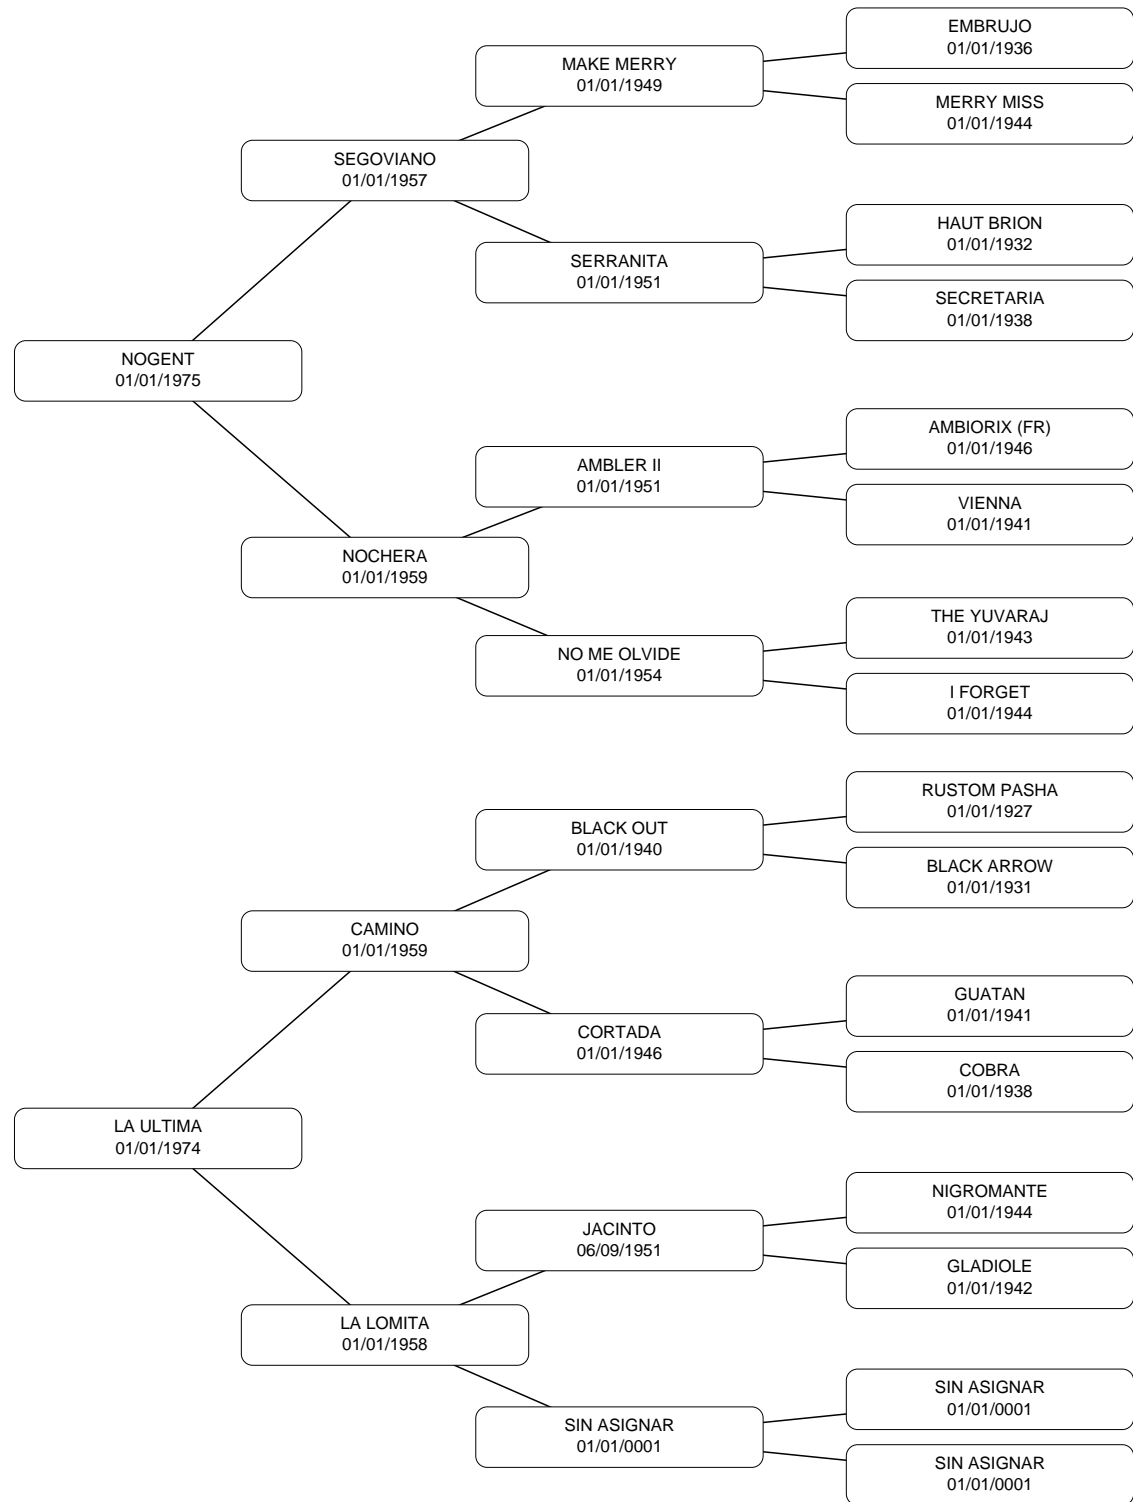 EMBRUJO
01/01/1936
MAKE MERRY
01/01/1949
MERRY MISS
01/01/1944
SEGOVIANO
01/01/1957
HAUT BRION
01/01/1932
SERRANITA
01/01/1951
SECRETARIA
01/01/1938
NOGENT
01/01/1975
AMBIORIX (FR)
01/01/1946
AMBLER II
01/01/1951
VIENNA
01/01/1941
NOCHERA
01/01/1959
THE YUVARAJ
01/01/1943
NO ME OLVIDE
01/01/1954
I FORGET
01/01/1944
RUSTOM PASHA
01/01/1927
BLACK OUT
01/01/1940
BLACK ARROW
01/01/1931
CAMINO
01/01/1959
GUATAN
01/01/1941
CORTADA
01/01/1946
COBRA
01/01/1938
LA ULTIMA
01/01/1974
NIGROMANTE
01/01/1944
JACINTO
06/09/1951
GLADIOLE
01/01/1942
LA LOMITA
01/01/1958
SIN ASIGNAR
01/01/0001
SIN ASIGNAR
01/01/0001
SIN ASIGNAR
01/01/0001